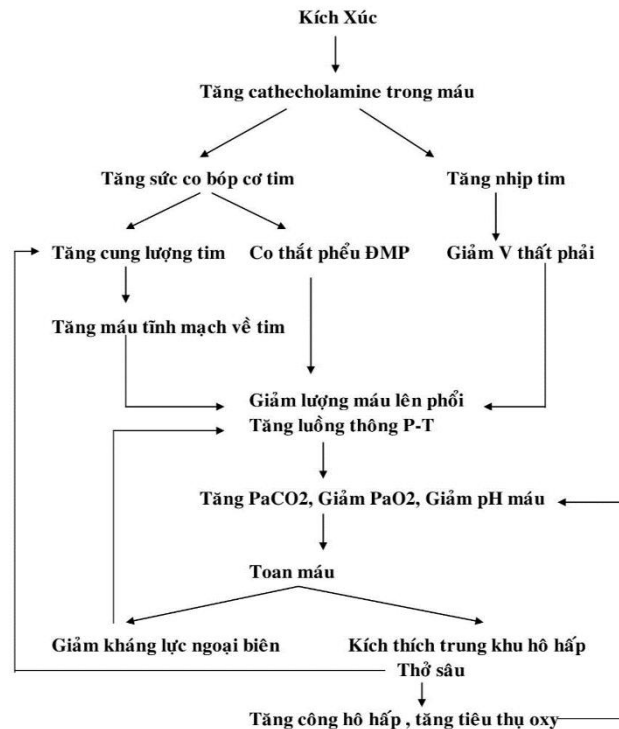 Kích Xúc
Tăng cathecholamine trong máu
Tăng sức co bóp cơ tim
Tăng nhịp tim
Tăng cung lượng tim
Co thắt phểu ĐMP
Giảm V thất phải
Tăng máu tĩnh mạch về tim
Giảm lượng máu lên phổi
Tăng luồng thông P-T
Tăng PaCO2, Giảm PaO2, Giảm pH máu
Toan máu
Giảm kháng lực ngoại biên
Kích thích trung khu hô hấp
Thở sâu
Tăng công hô hấp , tăng tiêu thụ oxy